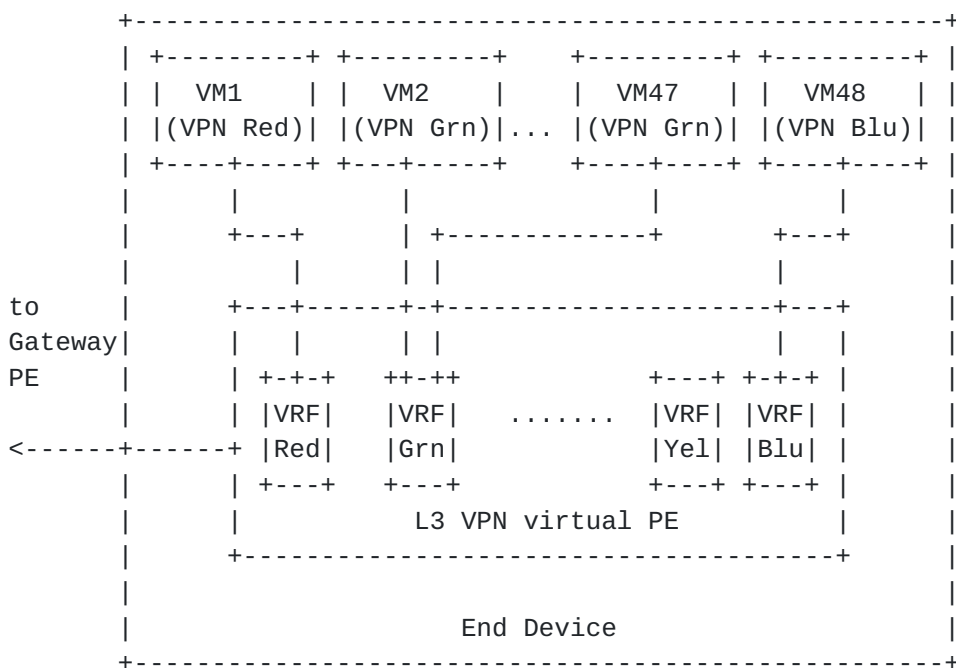 VM1 VM2 VM47 VM48
(VPN Red) (VPN Grn) ... (VPN Grn) (VPN Blu)
to
Gateway
PE
VRF VRF ....... VRF VRF
Red Grn Yel Blu
L3 VPN virtual PE
End Device